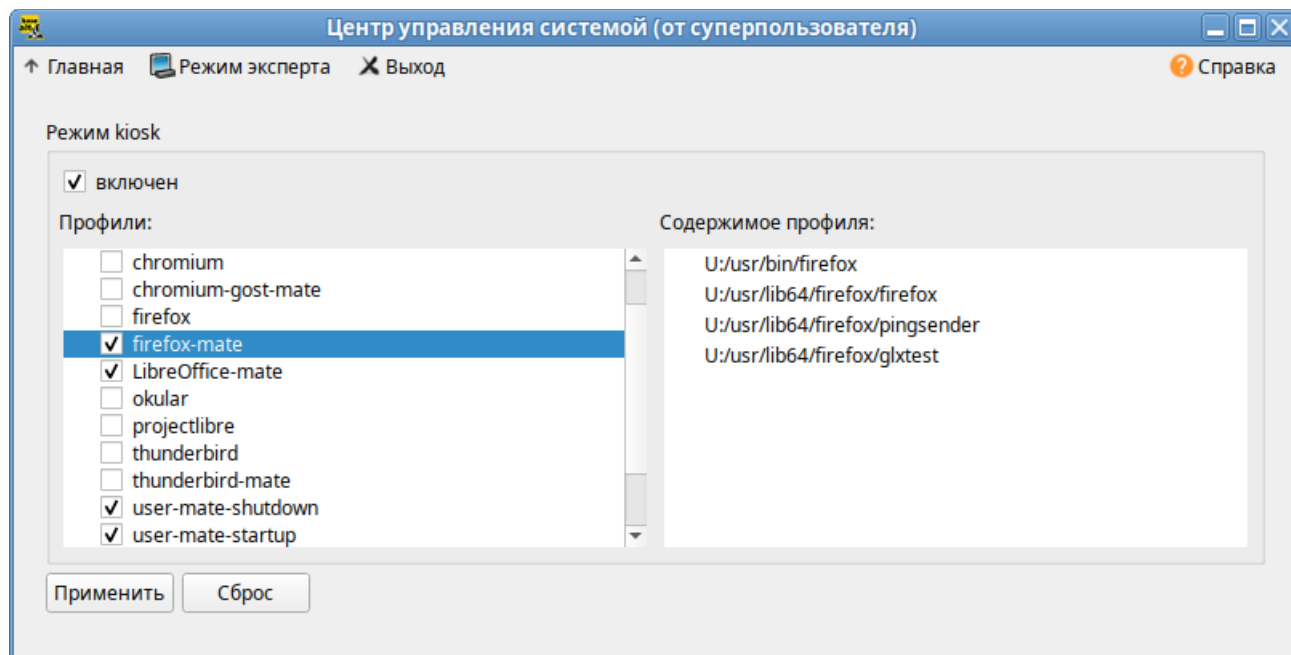 Центр управления системой (от суперпользователя)
Главная Режим эксперта Выход Справка
Режим kiosk
включен
Профили:
chromium
chromium-gost-mate
firefox
firefox-mate
LibreOffice-mate
okular
projectlibre
thunderbird
thunderbird-mate
user-mate-shutdown
user-mate-startup
Содержимое профиля:
U:/usr/bin/firefox
U:/usr/lib64/firefox/firefox
U:/usr/lib64/firefox/pingsender
U:/usr/lib64/firefox/glxtest
Применить Сброс